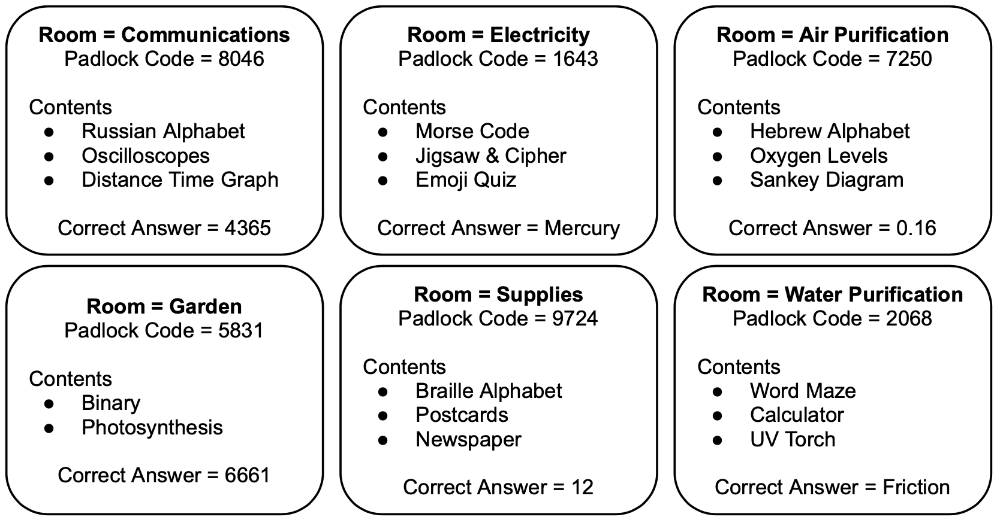 Room = Communications
Padlock Code = 8046
Contents
● Russian Alphabet
● Oscilloscopes
● Distance Time Graph
Correct Answer = 4365
Room = Electricity
Padlock Code = 1643
Contents
● Morse Code
● Jigsaw & Cipher
● Emoji Quiz
Correct Answer = Mercury
Room = Air Purification
Padlock Code = 7250
Contents
● Hebrew Alphabet
● Oxygen Levels
● Sankey Diagram
Correct Answer = 0.16
Room = Garden
Padlock Code = 5831
Contents
● Binary
● Photosynthesis
Correct Answer = 6661
Room = Supplies
Padlock Code = 9724
Contents
● Braille Alphabet
● Postcards
● Newspaper
Correct Answer = 12
Room = Water Purification
Padlock Code = 2068
Contents
● Word Maze
● Calculator
● UV Torch
Correct Answer = Friction